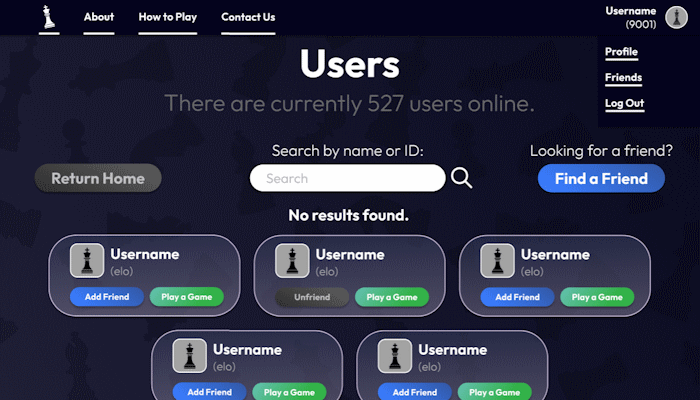 About
How to Play
Contact Us
Username
(9001)
Profile
Friends
Log Out
Users
There are currently 527 users online.
Search by name or ID:
Looking for a friend?
Return Home
Search
Find a Friend
No results found.
Username
(elo)
Add Friend
Play a Game
Username
(elo)
Unfriend
Play a Game
Username
(elo)
Add Friend
Play a Game
Username
(elo)
Add Friend
Play a Game
Username
(elo)
Add Friend
Play a Game